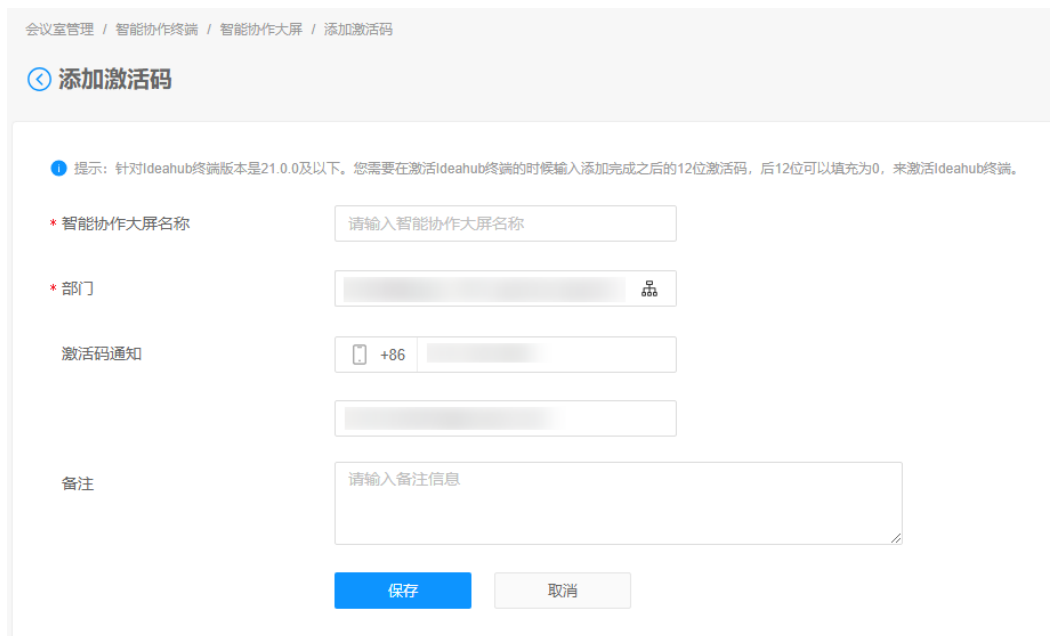 会议室管理 / 智能协作终端 / 智能协作大屏 / 添加激活码
添加激活码
提示：针对Ideahub终端版本是21.0.0及以下。您需要在激活Ideahub终端的时候输入添加完成之后的12位激活码，后12位可以填充为0，来激活Ideahub终端。
* 智能协作大屏名称
请输入智能协作大屏名称
* 部门
激活码通知
+86
备注
请输入备注信息
保存
取消